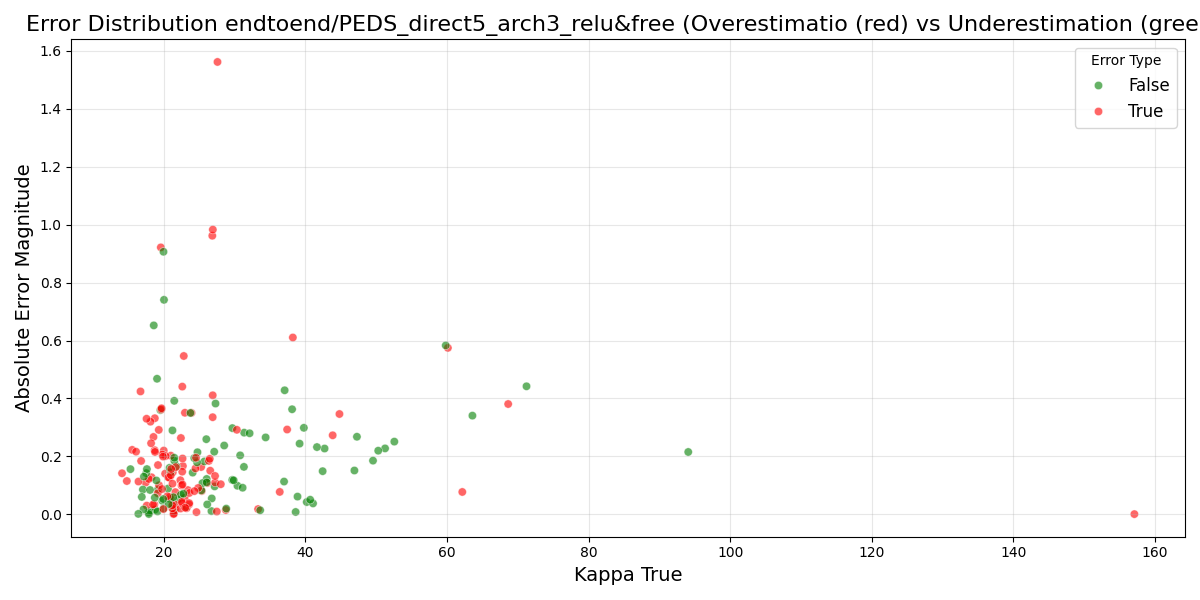 Error Distribution endtoend/PEDS_direct5_arch3_relu&free (Overestimatio (red) vs Underestimation (gree
Error Type
False
True
Absolute Error Magnitude
1.6
1.4
1.2
1.0
0.8
0.6
0.4
0.2
0.0
20 40 60 80 100 120 140 160
Kappa True